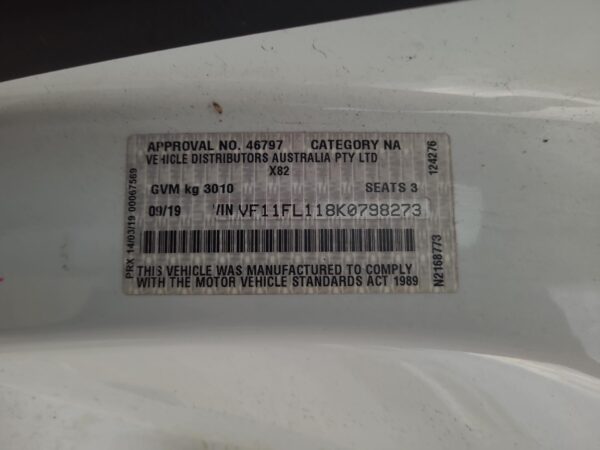 APPROVAL NO. 46797 CATEGORY NA
VEHICLE DISTRIBUTORS AUSTRALIA PTY LTD
X82
GVM kg 3010 SEATS 3
09/19 VIN VF11FL118K0798273
THIS VEHICLE WAS MANUFACTURED TO COMPLY
WITH THE MOTOR VEHICLE STANDARDS ACT 1989
PRX 14/03/19 00067569
N2168773 124276